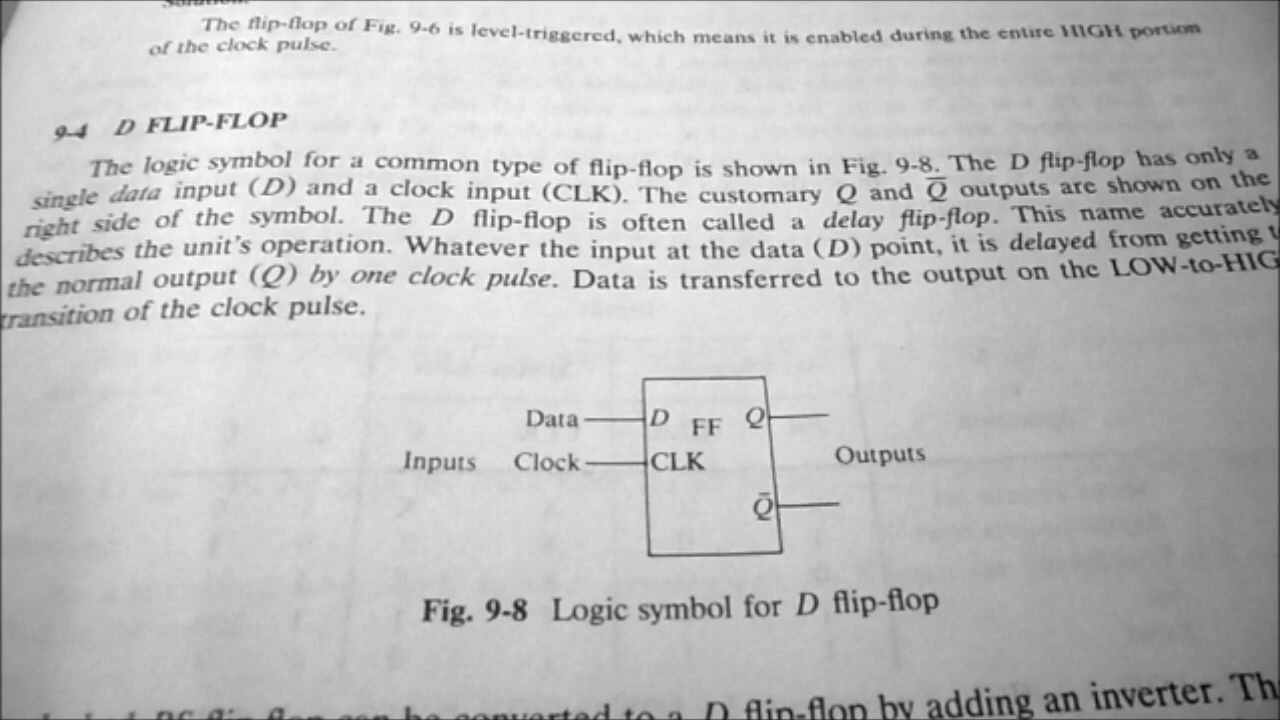 The flip-flop of Fig. 9-6 is level-triggered, which means it is enabled during the entire HIGH portion
of the clock pulse.
9-4 D FLIP-FLOP
The logic symbol for a common type of flip-flop is shown in Fig. 9-8. The D flip-flop has only a
single data input (D) and a clock input (CLK). The customary Q and Q̅ outputs are shown on the
right side of the symbol. The D flip-flop is often called a delay flip-flop. This name accurately
describes the unit's operation. Whatever the input at the data (D) point, it is delayed from getting t
the normal output (Q) by one clock pulse. Data is transferred to the output on the LOW-to-HIG
transition of the clock pulse.
Data D FF Q
Inputs Clock CLK Outputs
Q̅
Fig. 9-8 Logic symbol for D flip-flop
converted to a D flip-flop by adding an inverter. Th